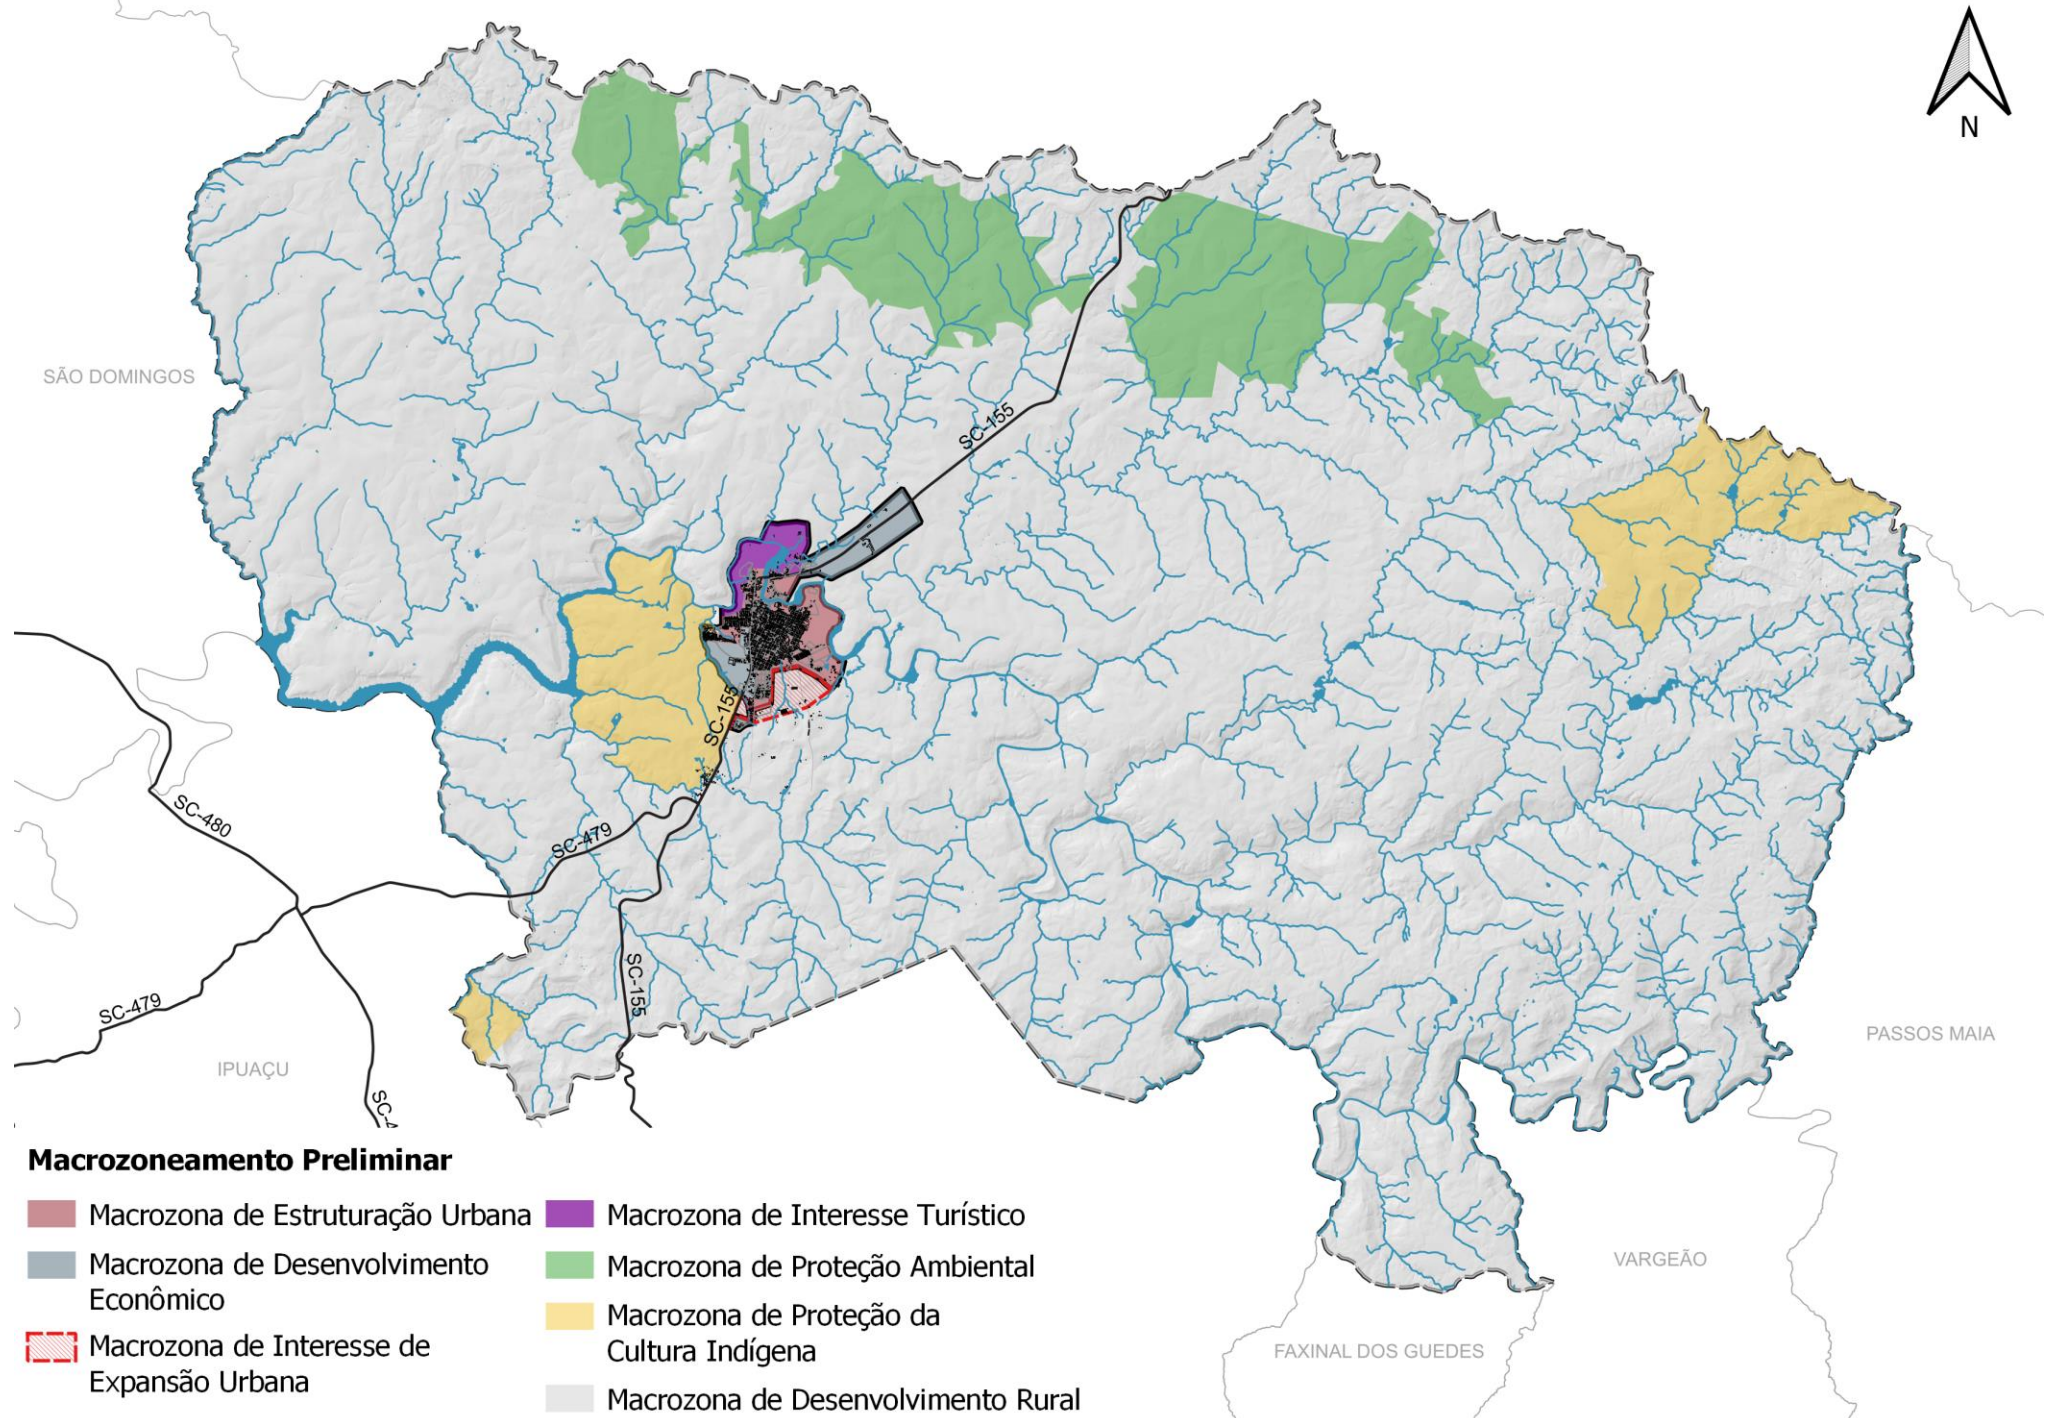 N
SÃO DOMINGOS
SC-155
SC-155
SC-480
SC-479
SC-155
SC-479
IPUAÇU
SC-4
PASSOS MAIA
VARGEÃO
FAXINAL DOS GUEDES
Macrozoneamento Preliminar
Macrozona de Estruturação Urbana
Macrozona de Desenvolvimento
Econômico
Macrozona de Interesse de
Expansão Urbana
Macrozona de Interesse Turístico
Macrozona de Proteção Ambiental
Macrozona de Proteção da
Cultura Indígena
Macrozona de Desenvolvimento Rural